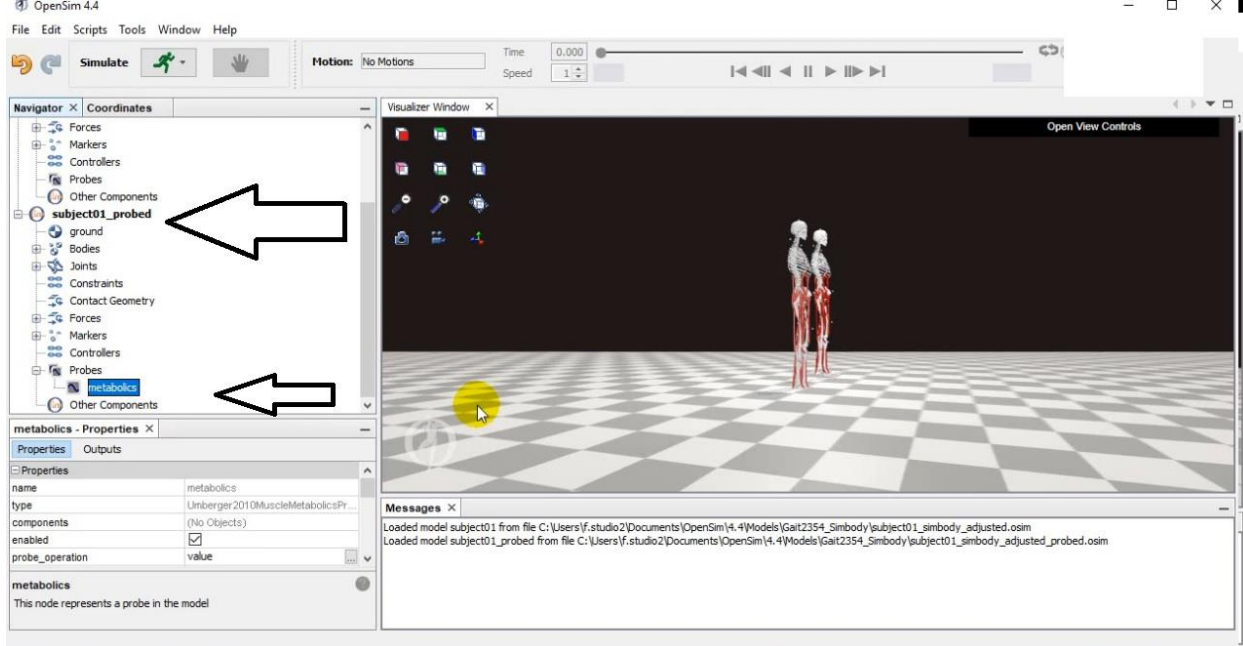 OpenSim 4.4
File Edit Scripts Tools Window Help
Simulate
Motion: No Motions
Time 0.000
Speed 1
Navigator × Coordinates
Forces
Markers
Controllers
Probes
Other Components
subject01_probed
ground
Bodies
Joints
Constraints
Contact Geometry
Forces
Markers
Controllers
Probes
metabolics
Other Components
metabolics - Properties ×
Properties Outputs
Properties
name metabolics
type Umberger2010MuscleMetabolicsPr...
components (No Objects)
enabled
probe_operation value ...
metabolics
This node represents a probe in the model
Visualizer Window ×
Open View Controls
Messages ×
Loaded model subject01 from file C:\Users\f.studio2\Documents\OpenSim\4.4\Models\Gait2354_Simbody\subject01_simbody_adjusted.osim
Loaded model subject01_probed from file C:\Users\f.studio2\Documents\OpenSim\4.4\Models\Gait2354_Simbody\subject01_simbody_adjusted_probed.osim